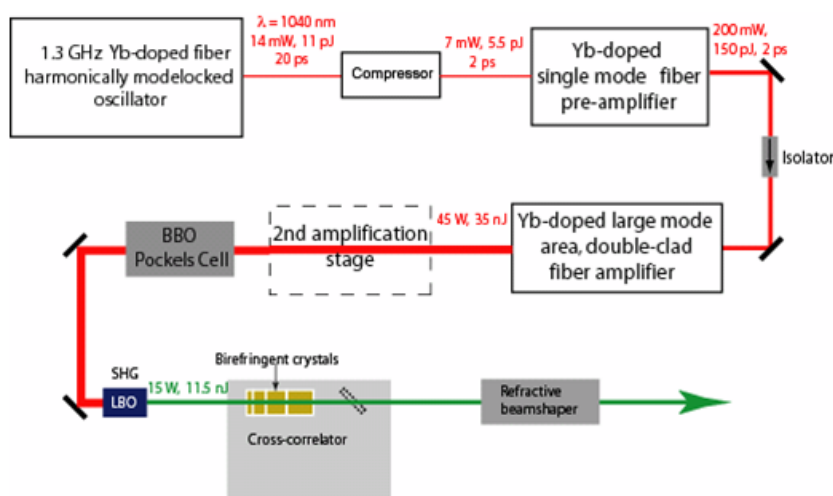 1.3 GHz Yb-doped fiber
harmonically modelocked
oscillator
λ = 1040 nm
14 mW, 11 pJ
20 ps
Compressor
7 mW, 5.5 pJ
2 ps
Yb-doped
single mode fiber
pre-amplifier
200 mW,
150 pJ, 2 ps
Isolator
BBO
Pockels Cell
2nd amplification
stage
45 W, 35 nJ
Yb-doped large mode
area, double-clad
fiber amplifier
SHG
LBO
15 W, 11.5 nJ
Birefringent crystals
Cross-correlator
Refractive
beamshaper